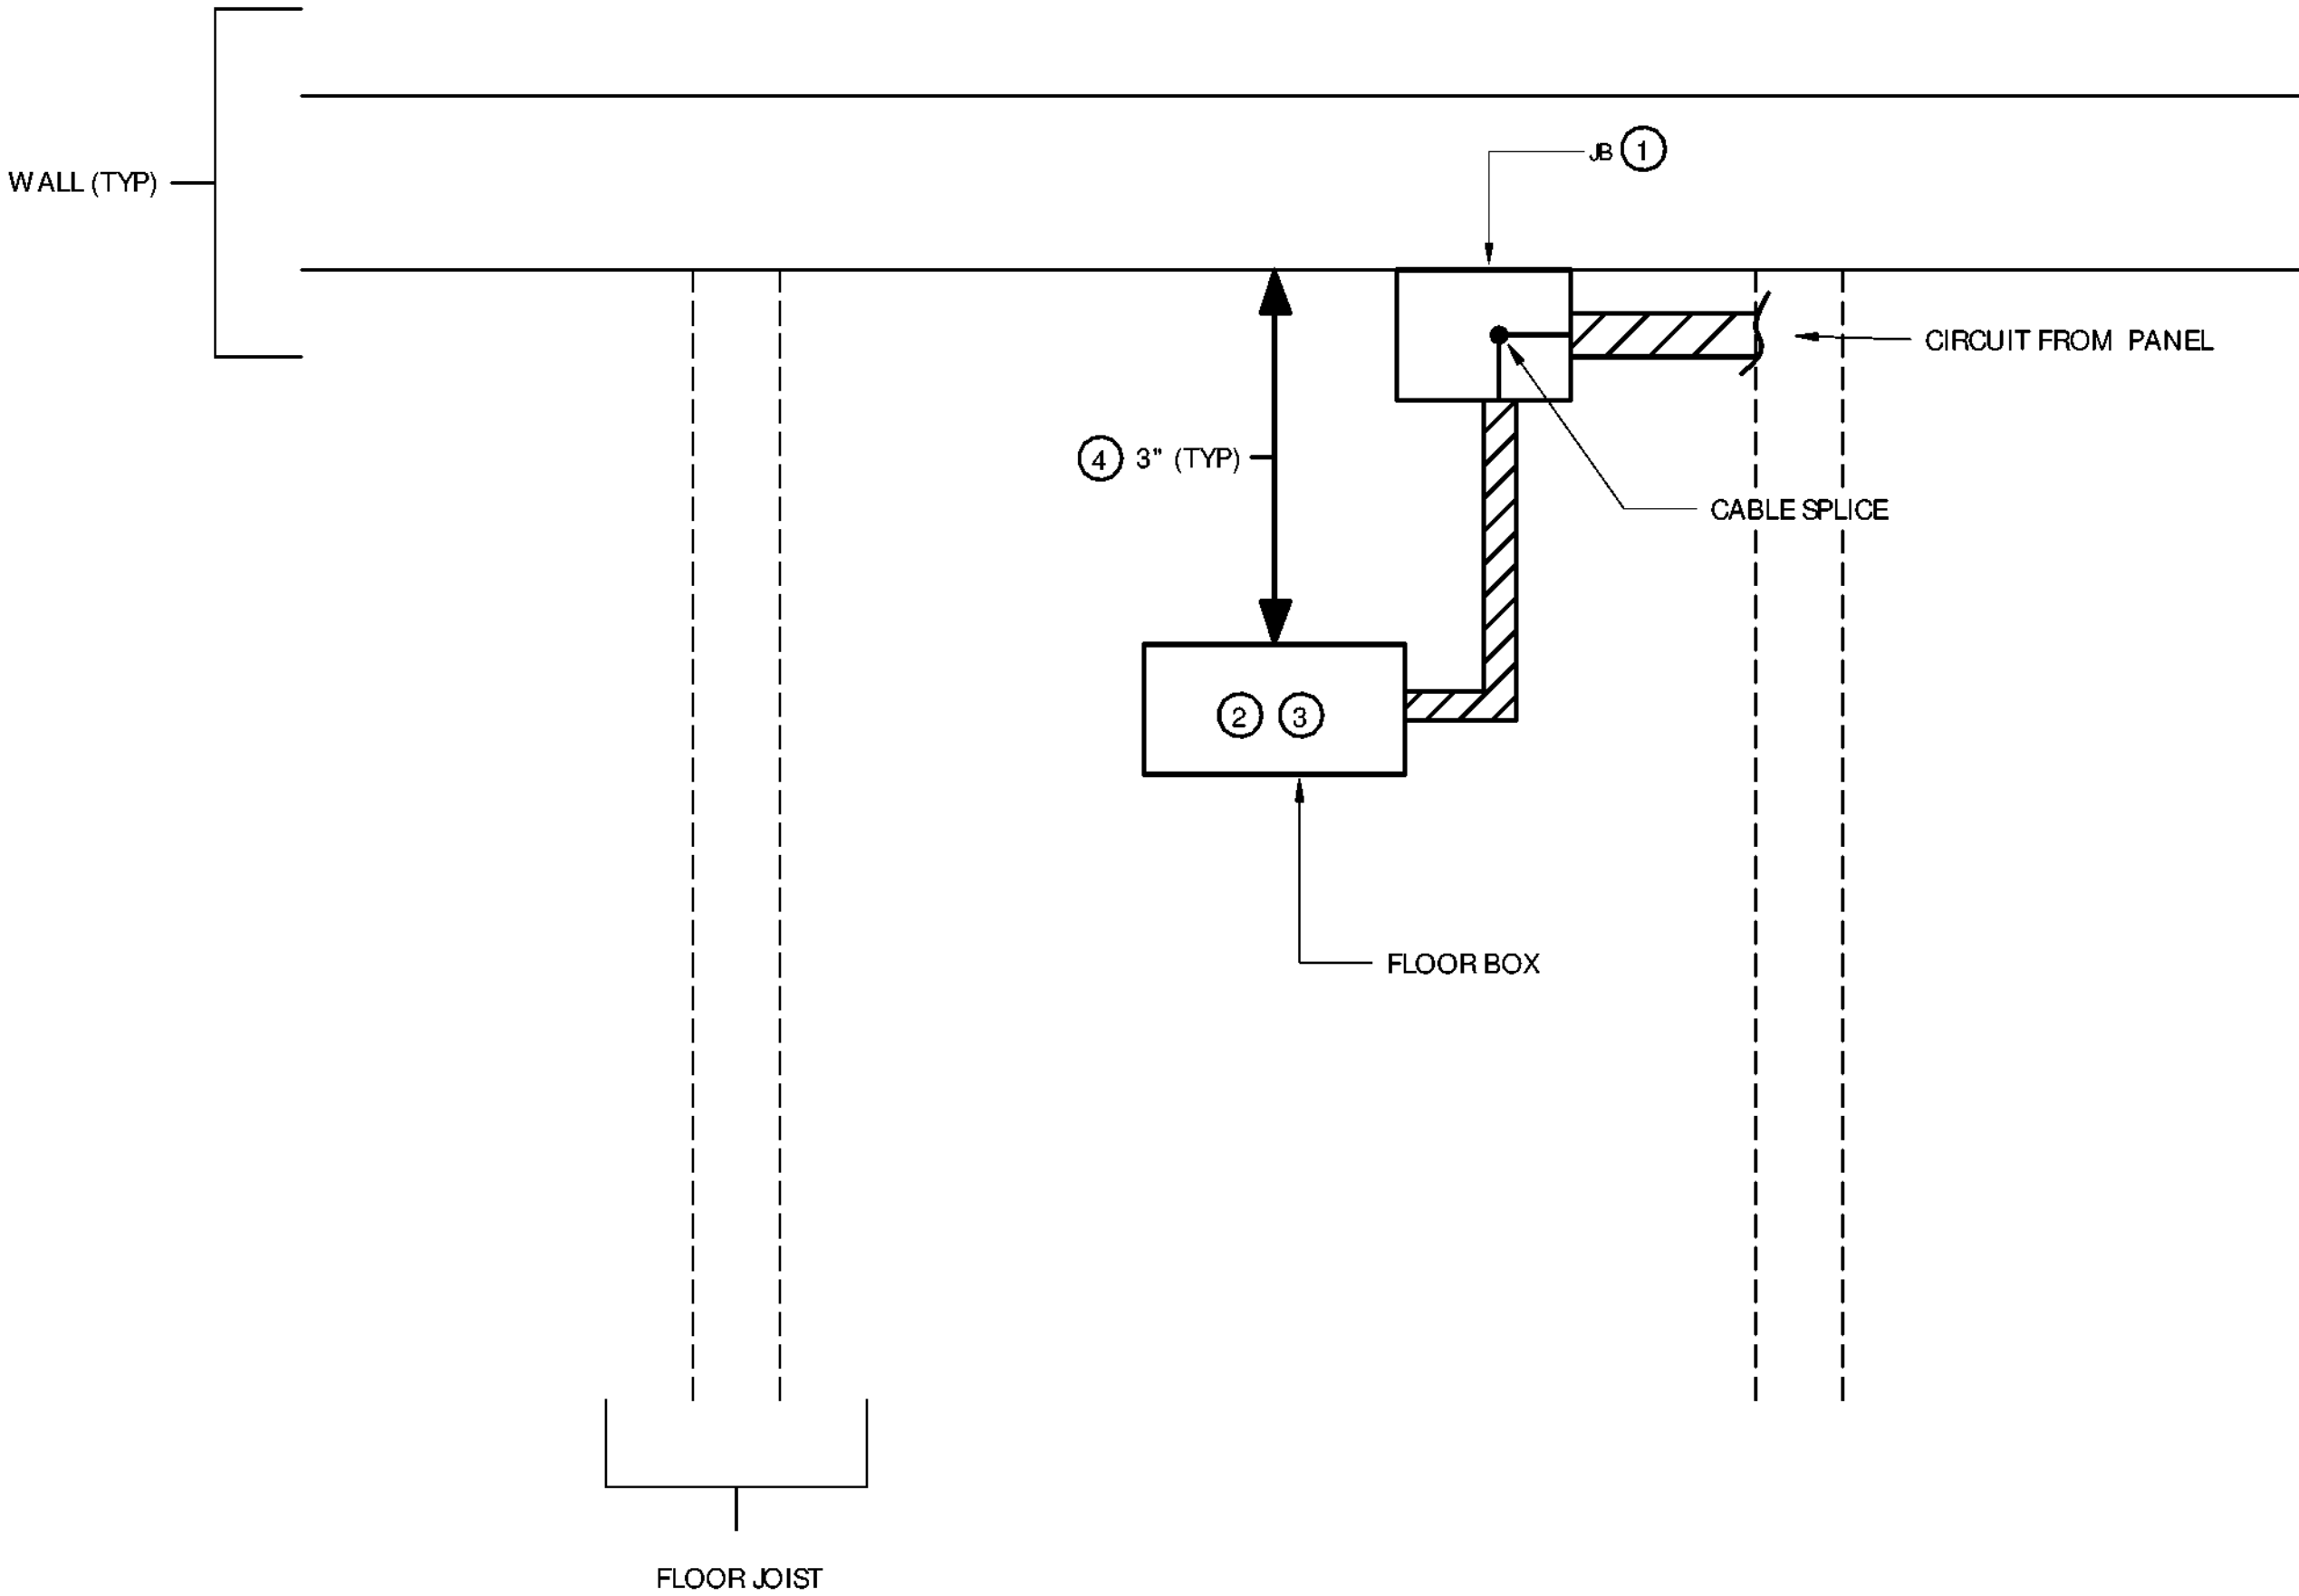 JB 1
WALL (TYP)
CIRCUIT FROM PANEL
4 3" (TYP)
CABLE SPLICE
2 3
FLOOR BOX
FLOOR JOIST